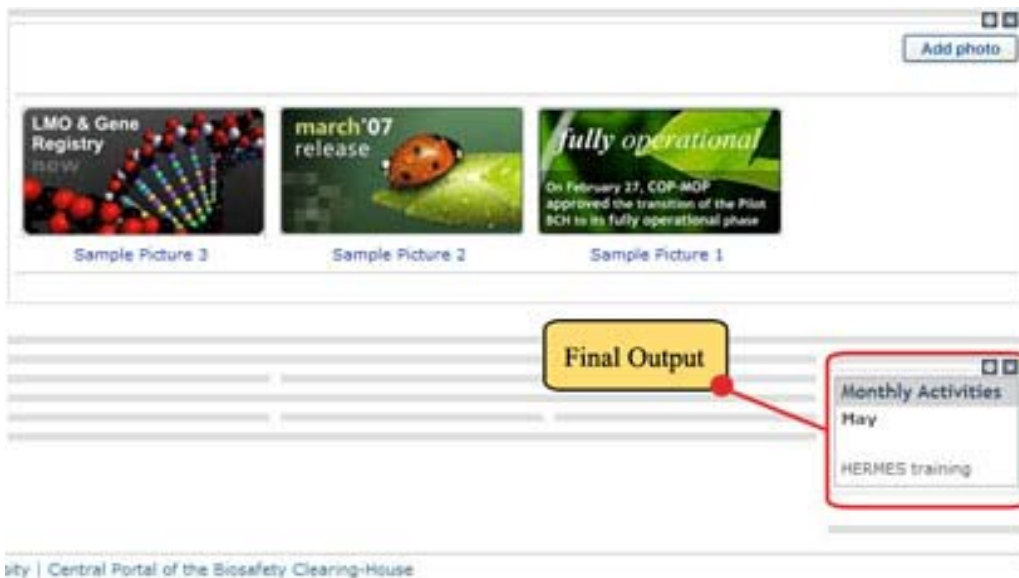 Add photo
LMO & Gene
Registry
now
march'07
release
fully operational
On February 27, COP-MOP
approved the transition of the Pilot
BCH to its fully operational phase
Sample Picture 3
Sample Picture 2
Sample Picture 1
Final Output
Monthly Activities
May
HERMES training
sity | Central Portal of the Biosafety Clearing-House